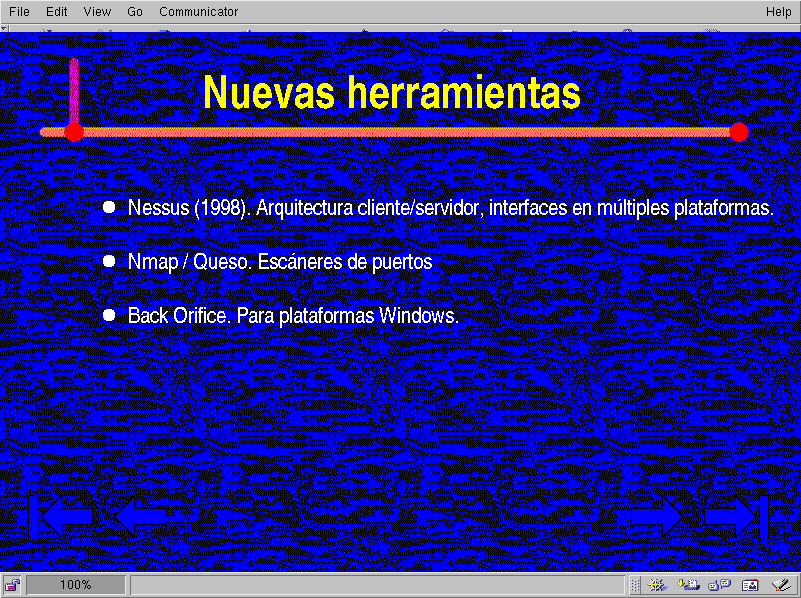 File Edit View Go Communicator Help
Nuevas herramientas
Nessus (1998). Arquitectura cliente/servidor, interfaces en múltiples plataformas.
Nmap / Queso. Escáneres de puertos
Back Orifice. Para plataformas Windows.
100%